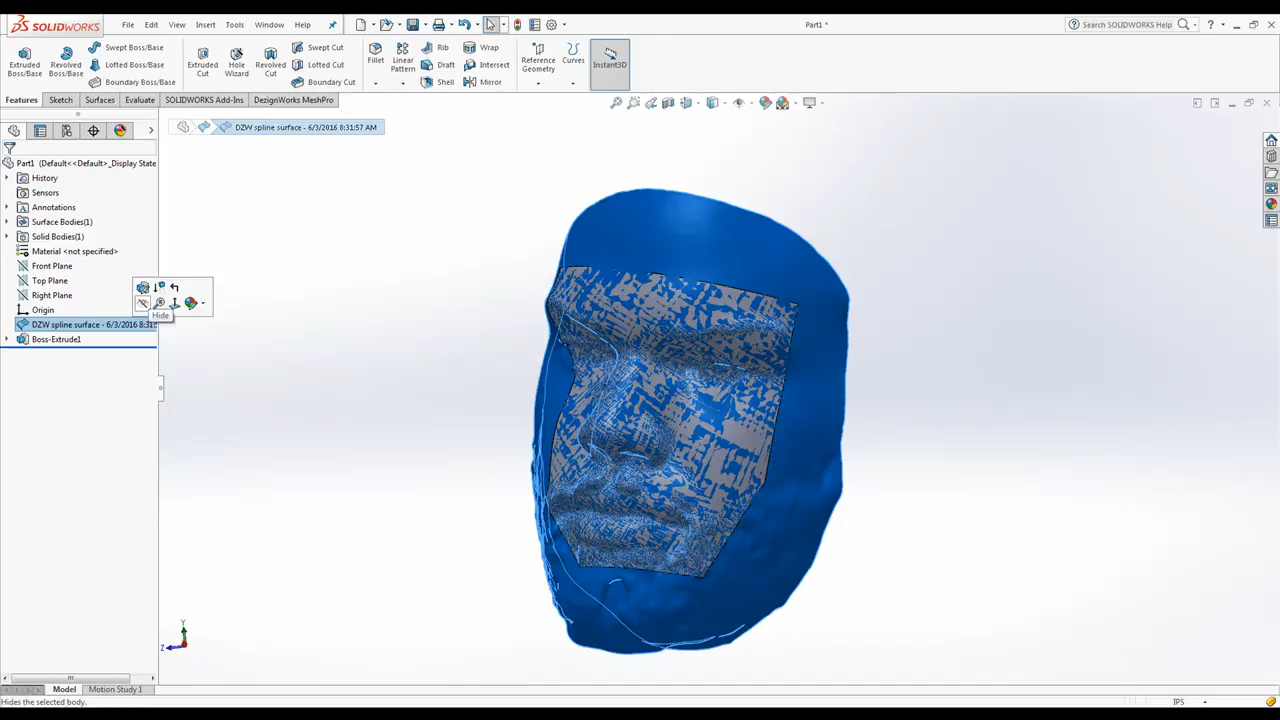 SOLIDWORKS File Edit View Insert Tools Window Help Part1 * Search SOLIDWORKS Help ?
Extruded Boss/Base Revolved Boss/Base Swept Boss/Base Lofted Boss/Base Boundary Boss/Base Extruded Cut Hole Wizard Revolved Cut Swept Cut Lofted Cut Boundary Cut Fillet Linear Pattern Rib Draft Shell Wrap Intersect Mirror Reference Geometry Curves Instant3D
Features Sketch Surfaces Evaluate SOLIDWORKS Add-Ins DezignWorks MeshPro
DZW spline surface - 6/3/2016 8:31:57 AM
Part1 (Default<<Default>_Display State
History
Sensors
Annotations
Surface Bodies(1)
Solid Bodies(1)
Material <not specified>
Front Plane
Top Plane
Right Plane
Origin
Hide
DZW spline surface - 6/3/2016 8:31:
Boss-Extrude1
Y
Z
Model Motion Study 1
Hides the selected body. IPS